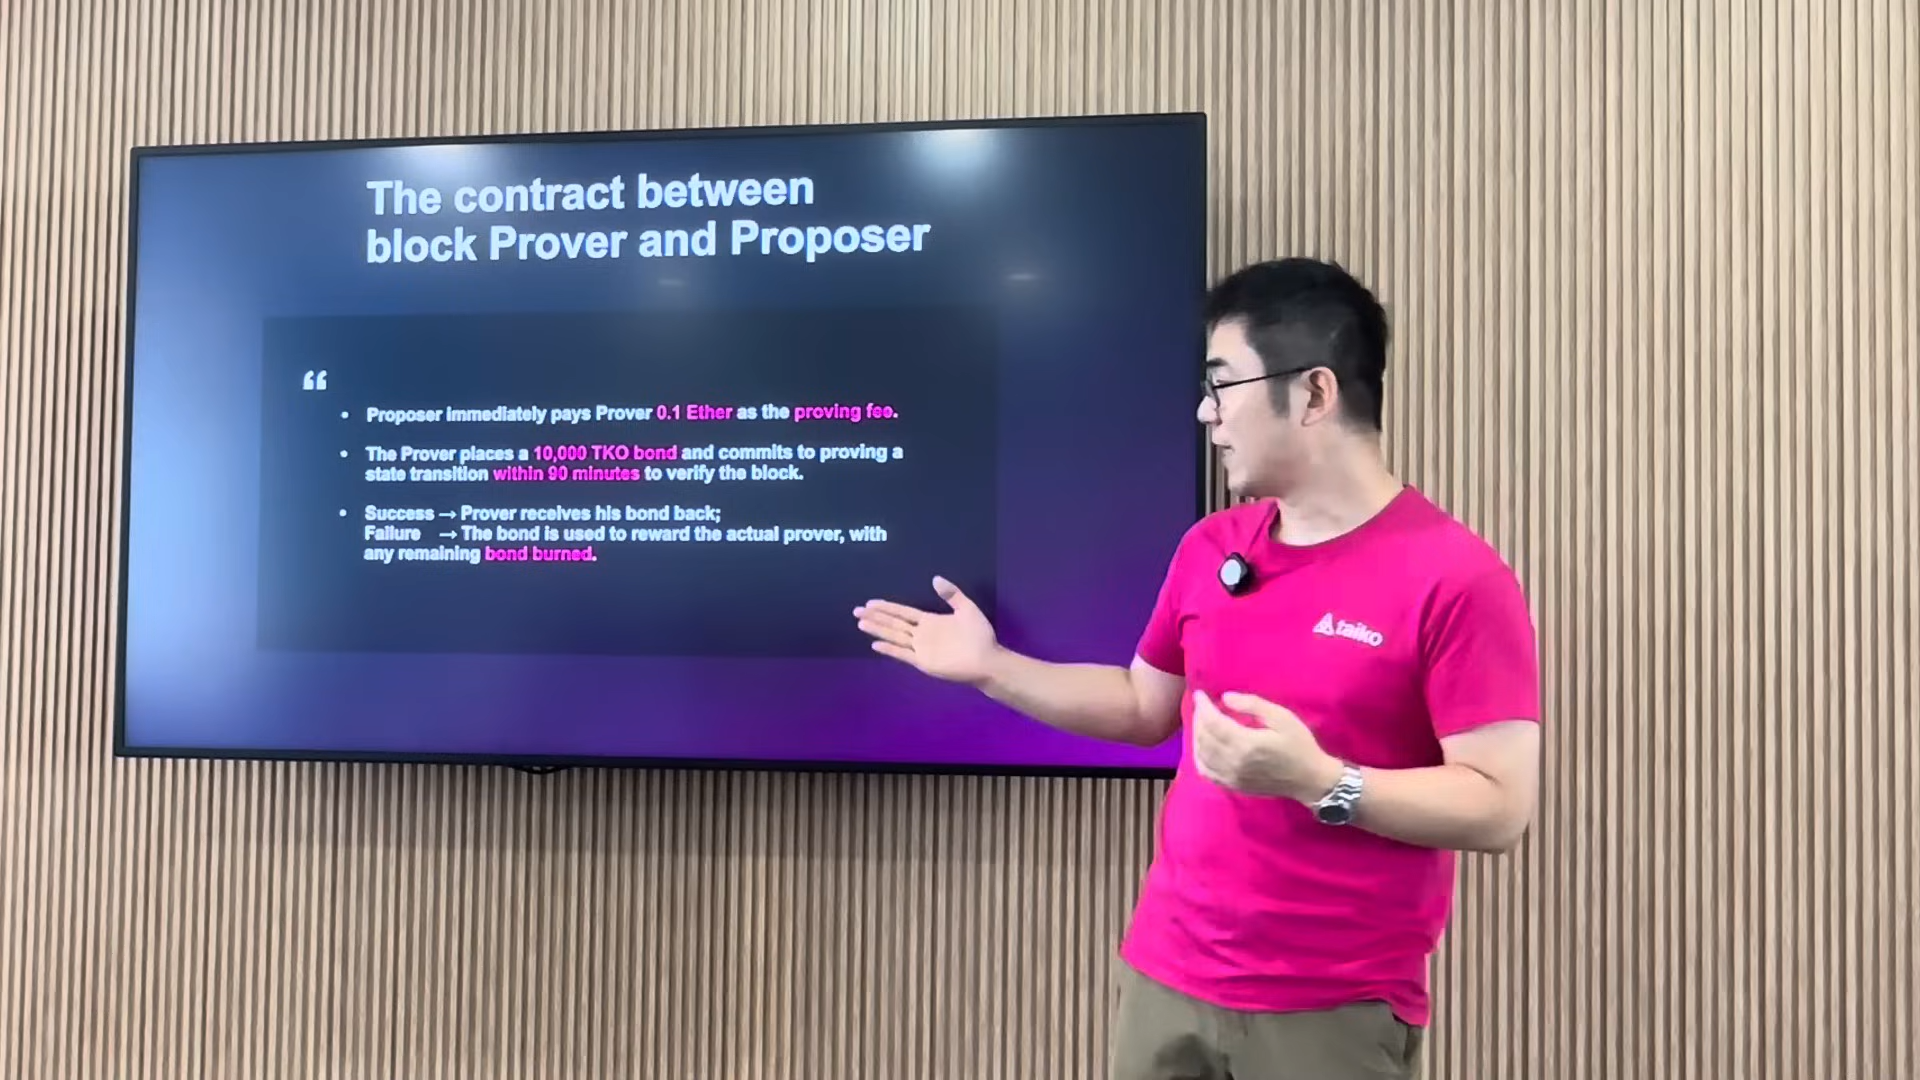 The contract between
block Prover and Proposer
“
• Proposer immediately pays Prover 0.1 Ether as the proving fee.
• The Prover places a 10,000 TKO bond and commits to proving a
state transition within 90 minutes to verify the block.
• Success → Prover receives his bond back;
Failure → The bond is used to reward the actual prover, with
any remaining bond burned.
taiko